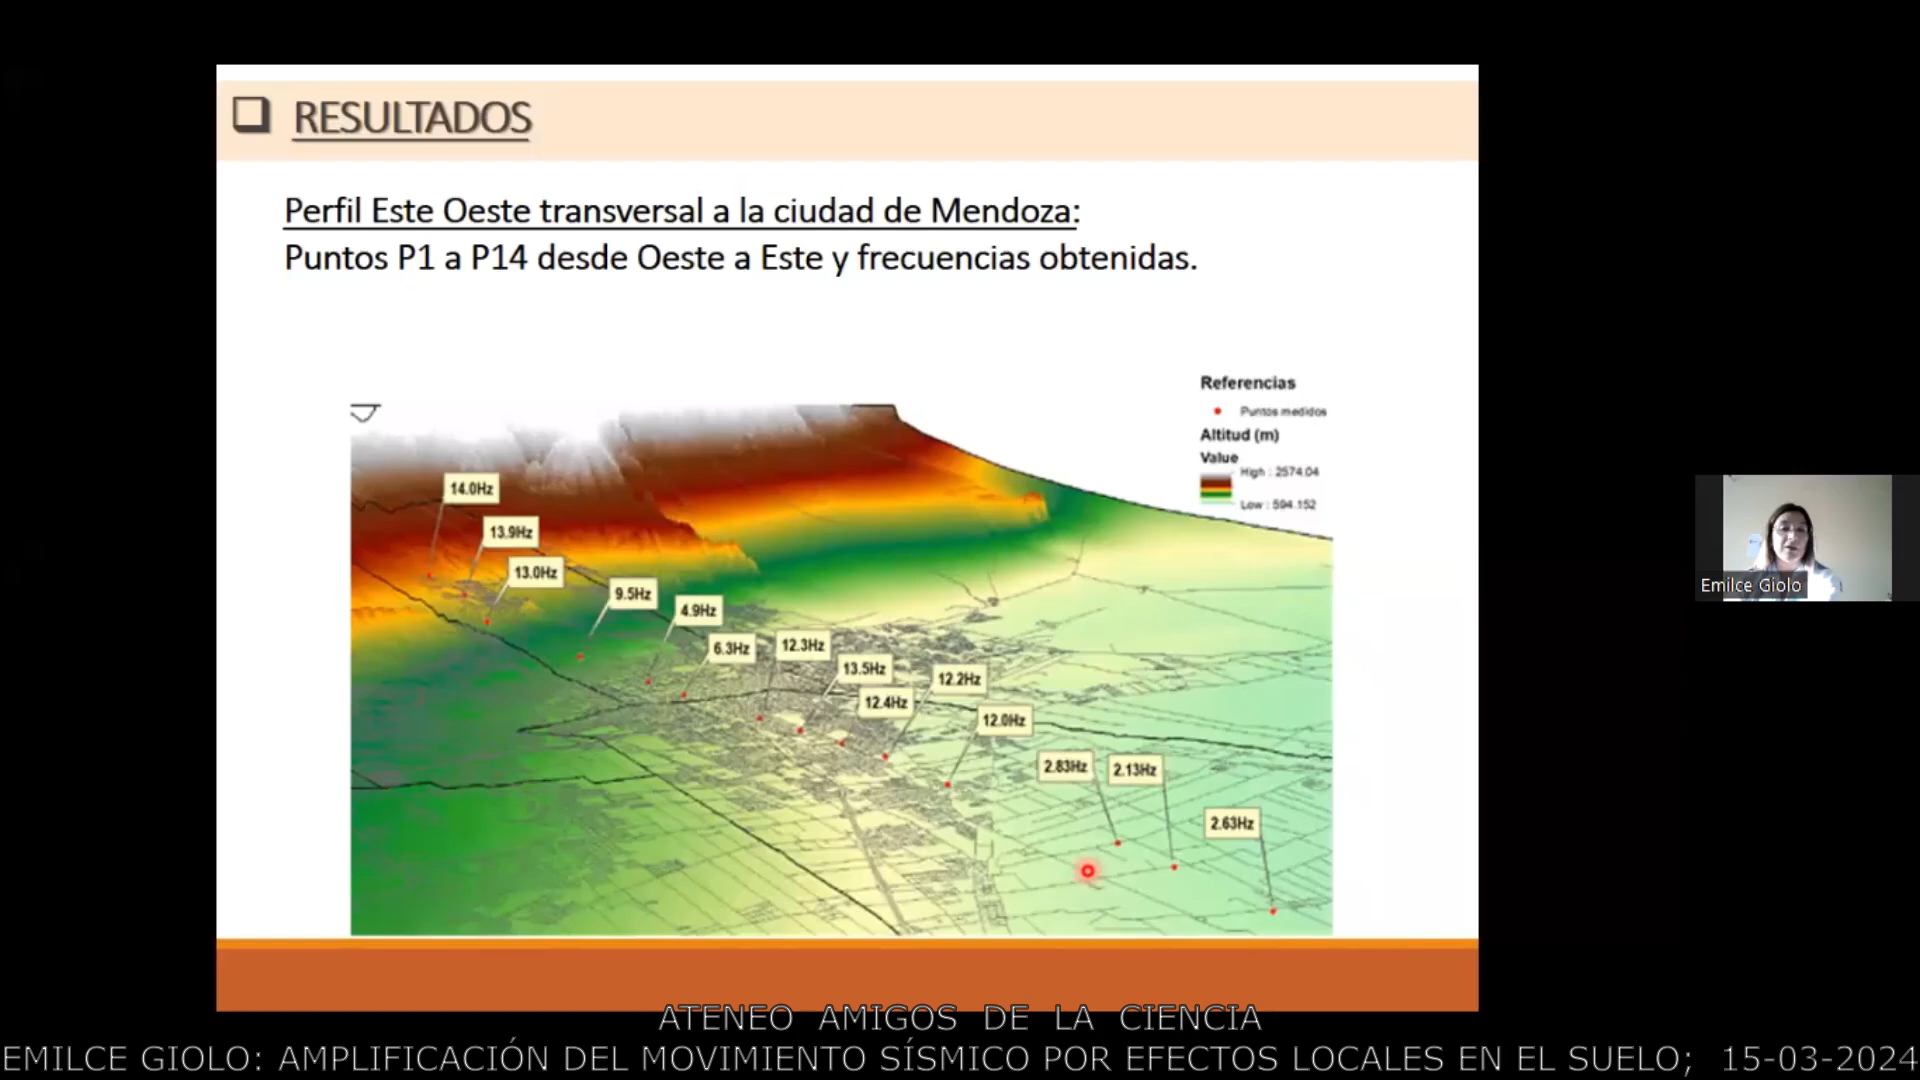 RESULTADOS
Perfil Este Oeste transversal a la ciudad de Mendoza:
Puntos P1 a P14 desde Oeste a Este y frecuencias obtenidas.
Referencias
Puntos medidos
Altitud (m)
Value
High : 2574.04
Low : 594.152
14.0Hz
13.9Hz
13.0Hz
9.5Hz
4.9Hz
6.3Hz
12.3Hz
13.5Hz
12.4Hz
12.2Hz
12.0Hz
2.83Hz
2.13Hz
2.63Hz
Emilce Giolo
ATENEO AMIGOS DE LA CIENCIA
EMILCE GIOLO: AMPLIFICACIÓN DEL MOVIMIENTO SÍSMICO POR EFECTOS LOCALES EN EL SUELO; 15-03-2024